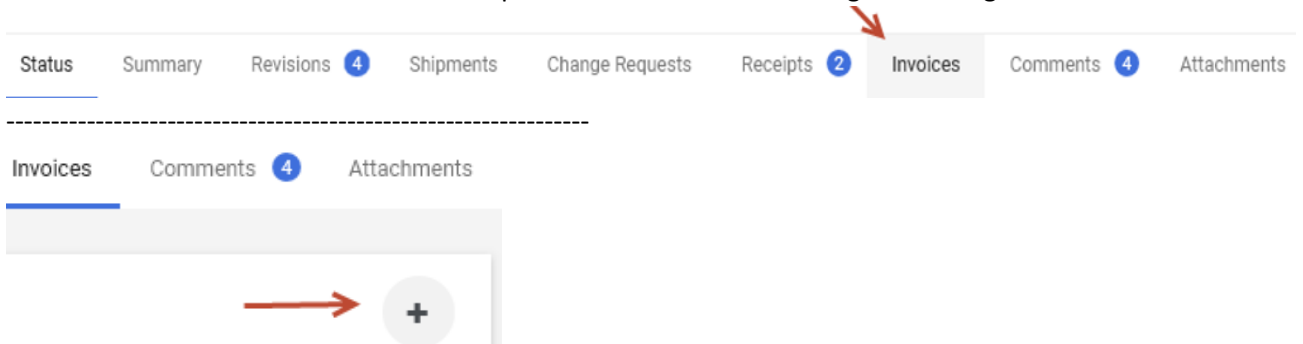 Status Summary Revisions 4 Shipments Change Requests Receipts 2 Invoices Comments 4 Attachments
-----------------------------------------------------------------
Invoices Comments 4 Attachments
+